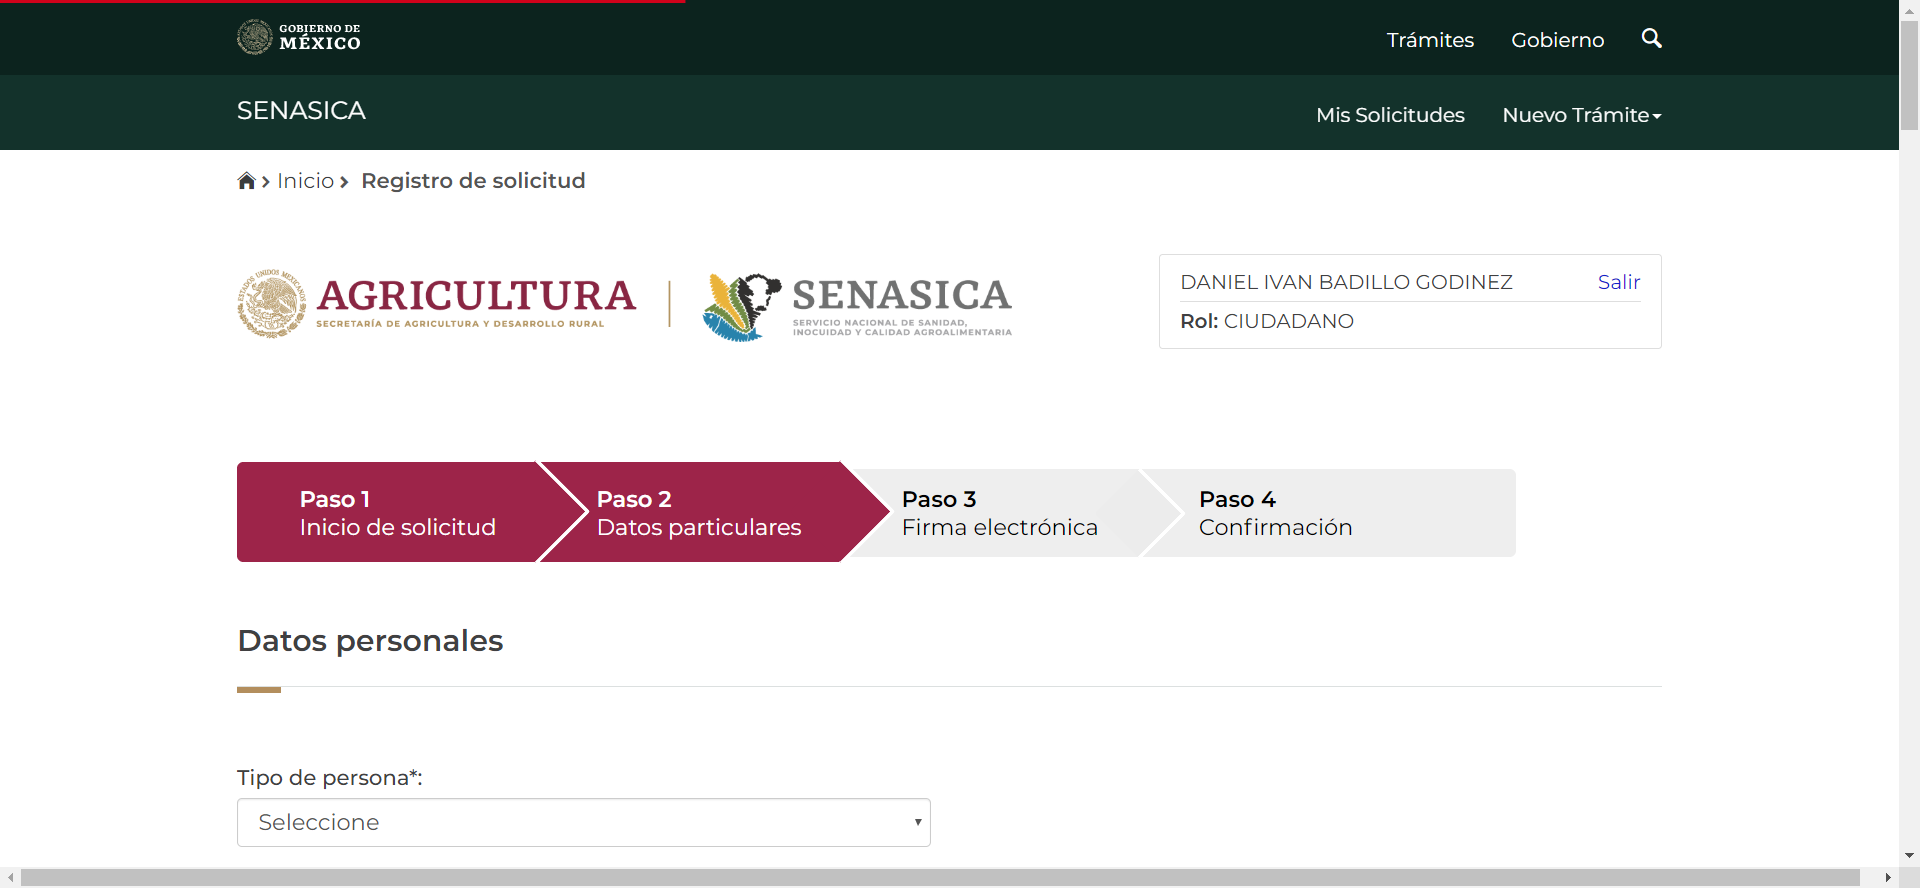 GOBIERNO DE
MÉXICO
Trámites
Gobierno
SENASICA
Mis Solicitudes
Nuevo Trámite
Inicio
Registro de solicitud
ESTADOS UNIDOS MEXICANOS
AGRICULTURA
SECRETARÍA DE AGRICULTURA Y DESARROLLO RURAL
SENASICA
SERVICIO NACIONAL DE SANIDAD,
INOCUIDAD Y CALIDAD AGROALIMENTARIA
DANIEL IVAN BADILLO GODINEZ
Salir
Rol: CIUDADANO
Paso 1
Inicio de solicitud
Paso 2
Datos particulares
Paso 3
Firma electrónica
Paso 4
Confirmación
Datos personales
Tipo de persona*:
Seleccione